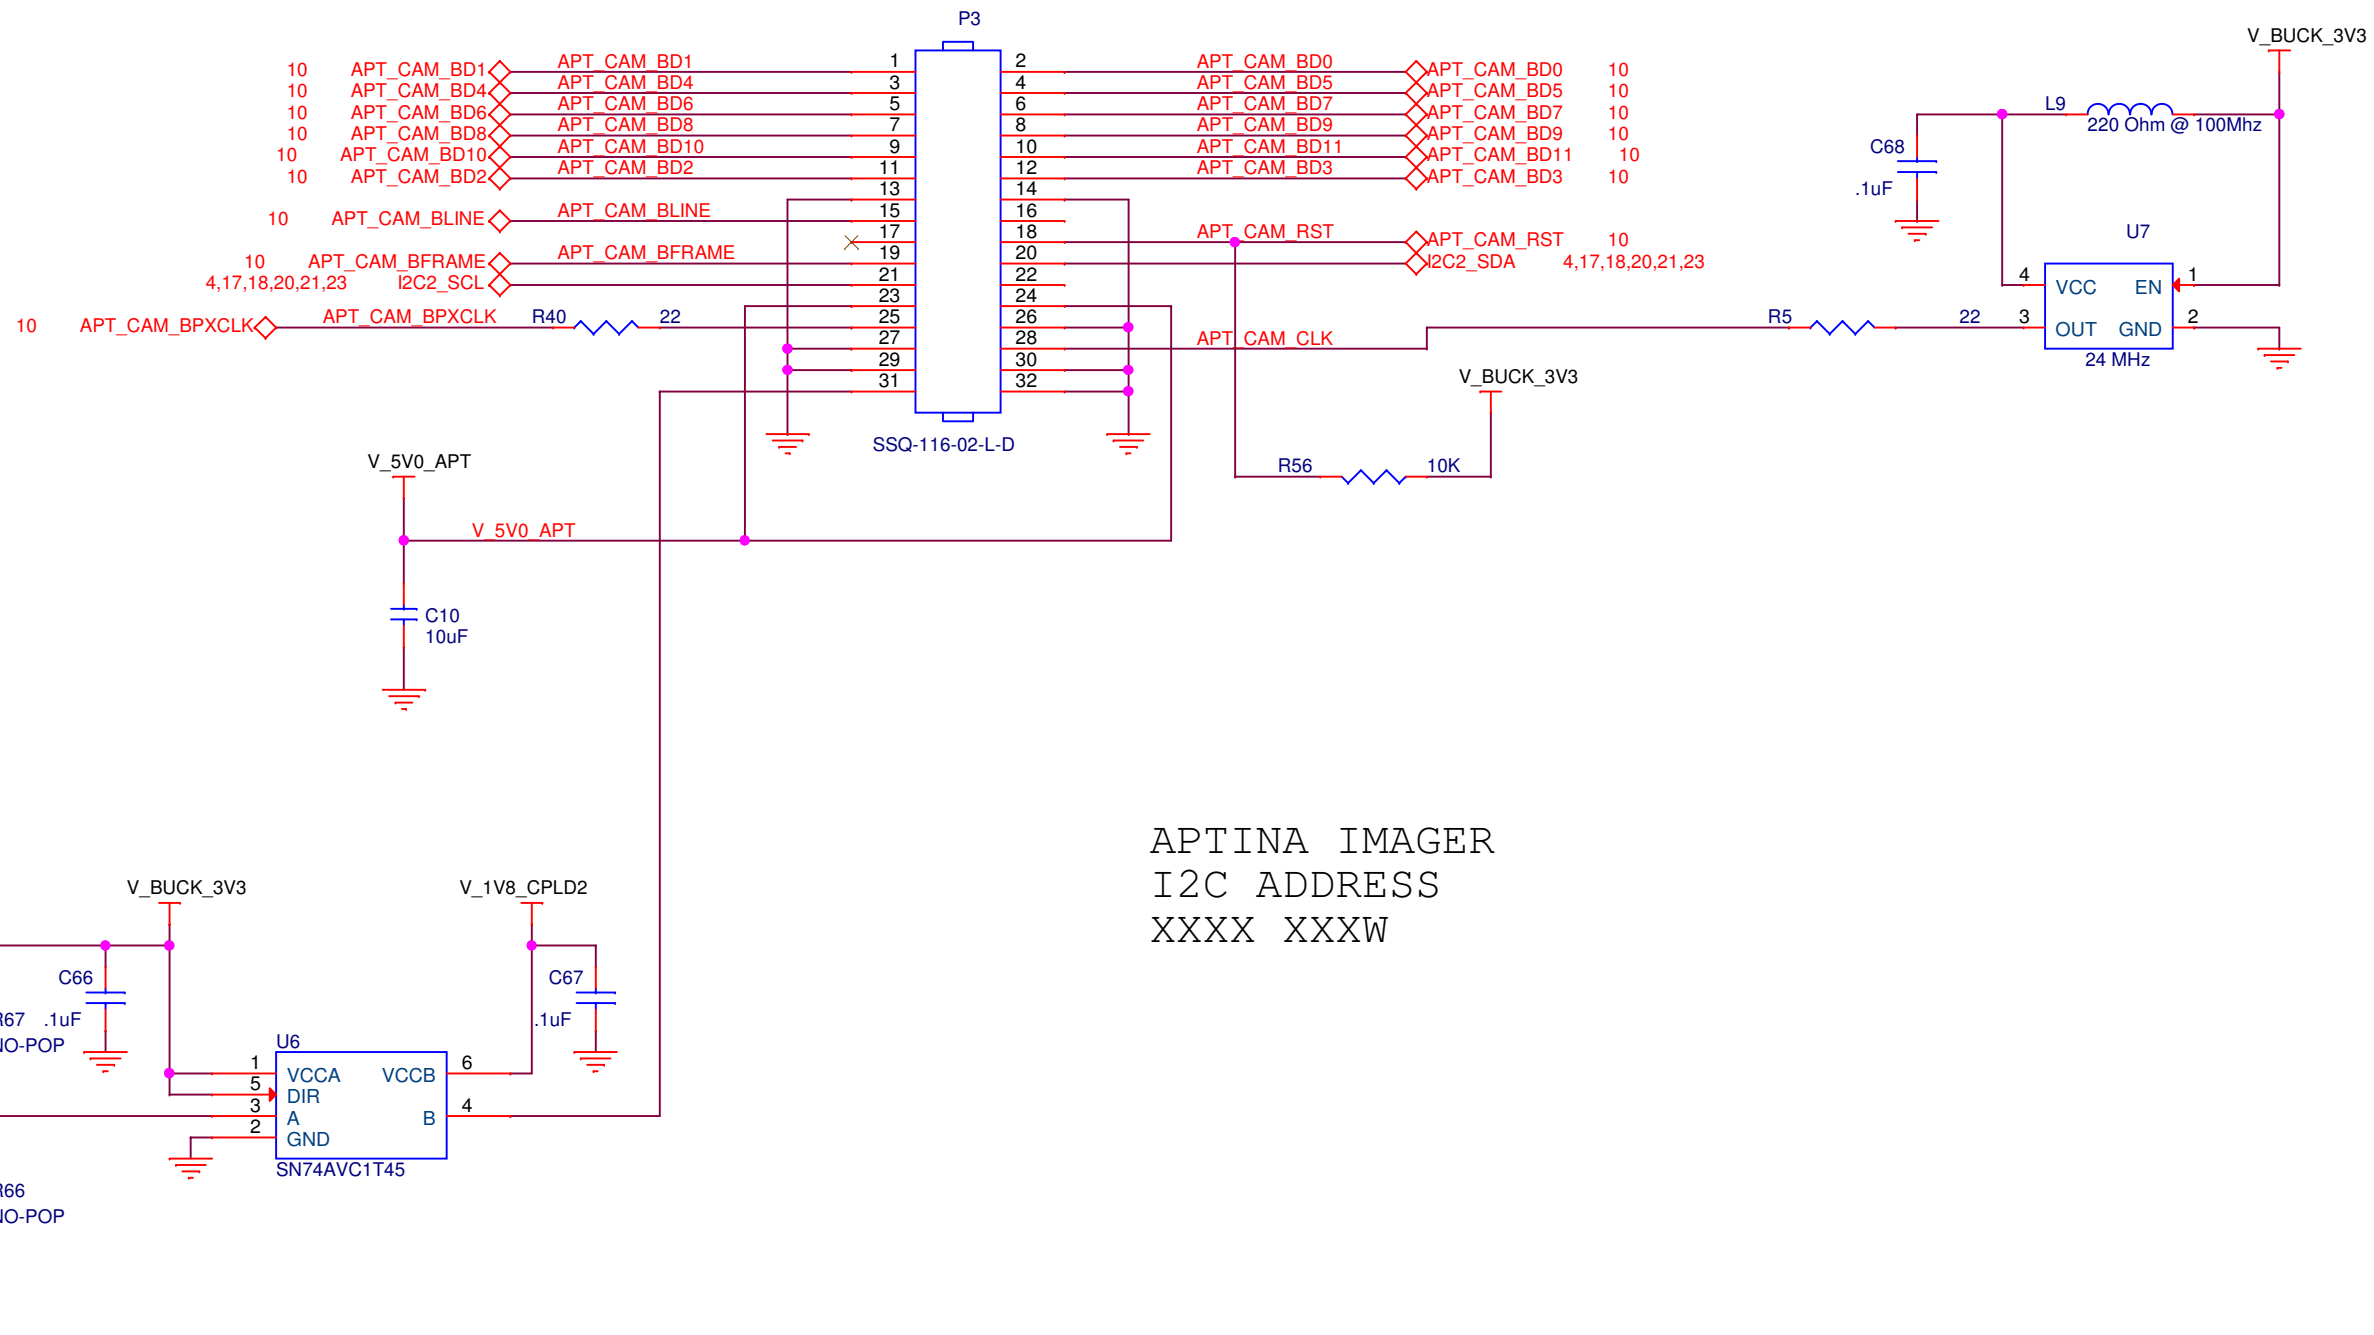 P3
V_BUCK_3V3
10 APT_CAM_BD1 APT_CAM_BD1 1 2 APT_CAM_BD0 APT_CAM_BD0 10
10 APT_CAM_BD4 APT_CAM_BD4 3 4 APT_CAM_BD5 APT_CAM_BD5 10
10 APT_CAM_BD6 APT_CAM_BD6 5 6 APT_CAM_BD7 APT_CAM_BD7 10
10 APT_CAM_BD8 APT_CAM_BD8 7 8 APT_CAM_BD9 APT_CAM_BD9 10
10 APT_CAM_BD10 APT_CAM_BD10 9 10 APT_CAM_BD11 APT_CAM_BD11 10
10 APT_CAM_BD2 APT_CAM_BD2 11 12 APT_CAM_BD3 APT_CAM_BD3 10
13 14
10 APT_CAM_BLINE APT_CAM_BLINE 15 16
17 18 APT_CAM_RST APT_CAM_RST 10
10 APT_CAM_BFRAME APT_CAM_BFRAME 19 20 I2C2_SDA 4,17,18,20,21,23
4,17,18,20,21,23 I2C2_SCL 21 22
23 24
10 APT_CAM_BPXCLK APT_CAM_BPXCLK R40 22 25 26
27 28 APT_CAM_CLK
29 30
31 32
SSQ-116-02-L-D
L9
220 Ohm @ 100Mhz
C68
.1uF
U7
4 VCC EN 1
R5 22 3 OUT GND 2
24 MHz
V_BUCK_3V3
R56 10K
V_5V0_APT
V_5V0_APT
C10
10uF
APTINA IMAGER
I2C ADDRESS
XXXX XXXW
V_BUCK_3V3 V_1V8_CPLD2
C66 C67
R67 .1uF .1uF
NO-POP
U6
1 VCCA VCCB 6
5 DIR
3 A B 4
2 GND
SN74AVC1T45
R66
NO-POP